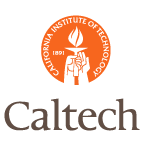 CALIFORNIA INSTITUTE OF TECHNOLOGY
1891
Caltech